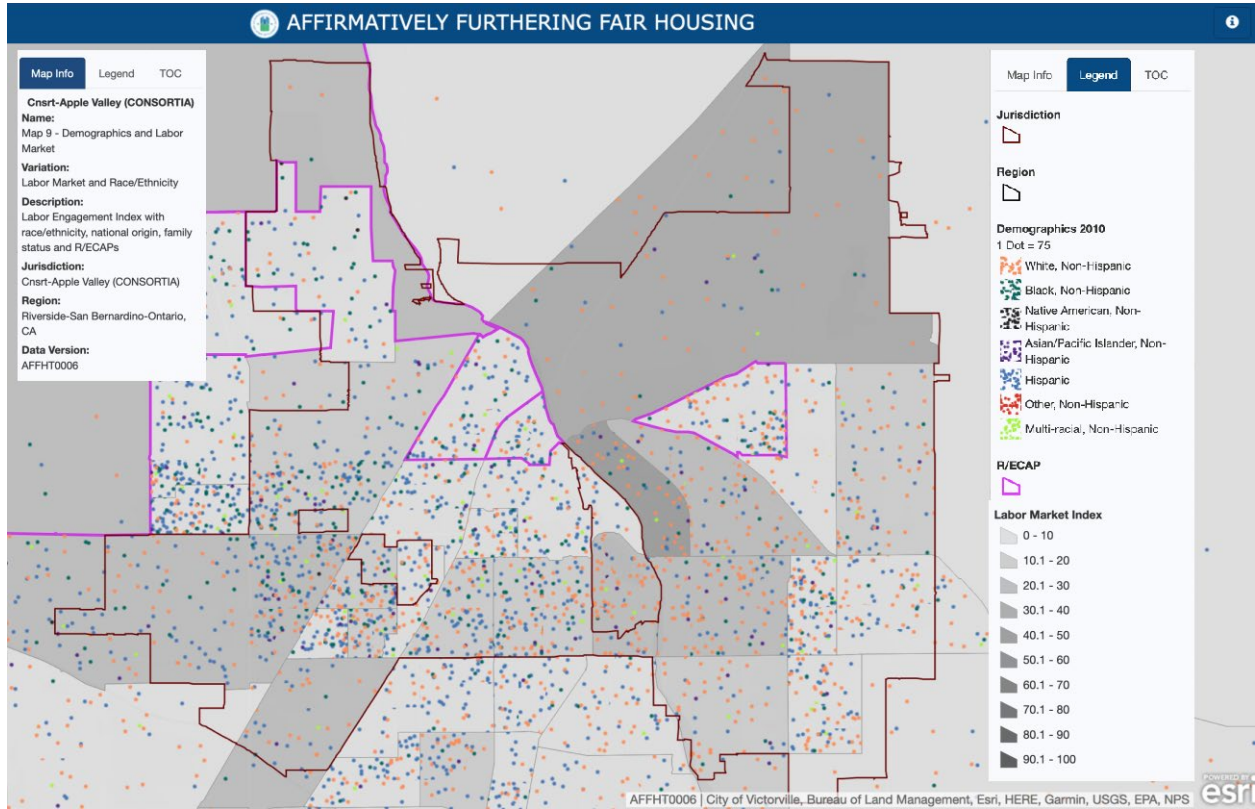 AFFIRMATIVELY FURTHERING FAIR HOUSING
Map Info Legend TOC
Cnsrt-Apple Valley (CONSORTIA)
Name:
Map 9 - Demographics and Labor
Market
Variation:
Labor Market and Race/Ethnicity
Description:
Labor Engagement Index with
race/ethnicity, national origin, family
status and R/ECAPs
Jurisdiction:
Cnsrt-Apple Valley (CONSORTIA)
Region:
Riverside-San Bernardino-Ontario,
CA
Data Version:
AFFHT0006
Map Info Legend TOC
Jurisdiction
Region
Demographics 2010
1 Dot = 75
White, Non-Hispanic
Black, Non-Hispanic
Native American, Non-
Hispanic
Asian/Pacific Islander, Non-
Hispanic
Hispanic
Other, Non-Hispanic
Multi-racial, Non-Hispanic
R/ECAP
Labor Market Index
0 - 10
10.1 - 20
20.1 - 30
30.1 - 40
40.1 - 50
50.1 - 60
60.1 - 70
70.1 - 80
80.1 - 90
90.1 - 100
AFFHT0006 | City of Victorville, Bureau of Land Management, Esri, HERE, Garmin, USGS, EPA, NPS
POWERED BY
esri